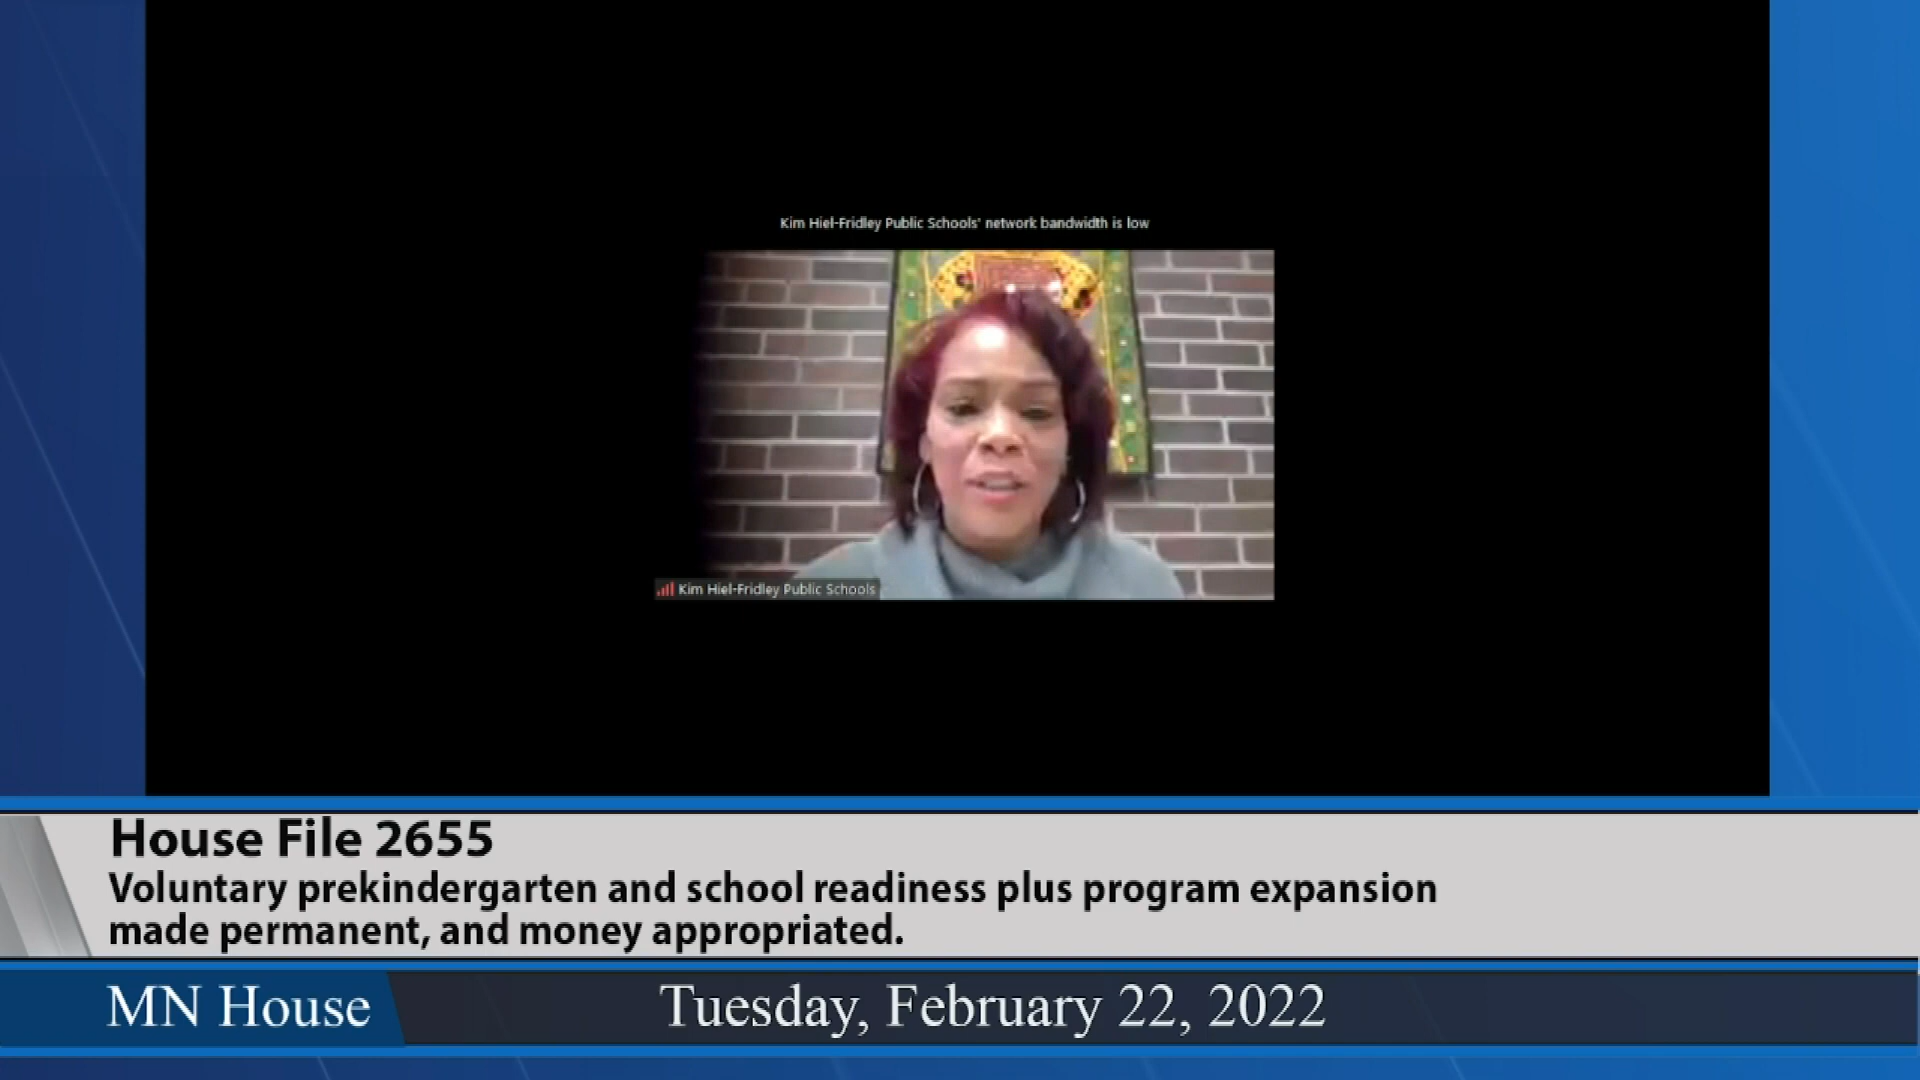 Kim Hiel-Fridley Public Schools' network bandwidth is low
Kim Hiel-Fridley Public Schools
House File 2655
Voluntary prekindergarten and school readiness plus program expansion
made permanent, and money appropriated.
MN House
Tuesday, February 22, 2022